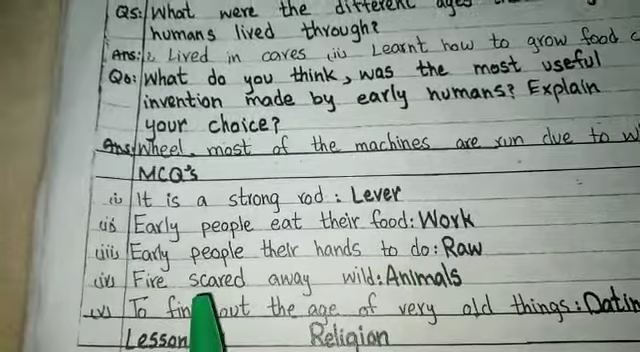 Q5: What were the different ages
humans lived through?
Ans: i, Lived in caves (ii, Learnt how to grow food
Q6: What do you think, was the most useful
invention made by early humans? Explain
your choice?
Ans Wheel, most of the machines are run due to
MCQ's
(i) It is a strong rod: Lever
(ii) Early people eat their food: Work
(iii) Early people their hands to do: Raw
(iv) Fire scared away wild: Animals
(v) To out the age of very old things:
Lesson Religion